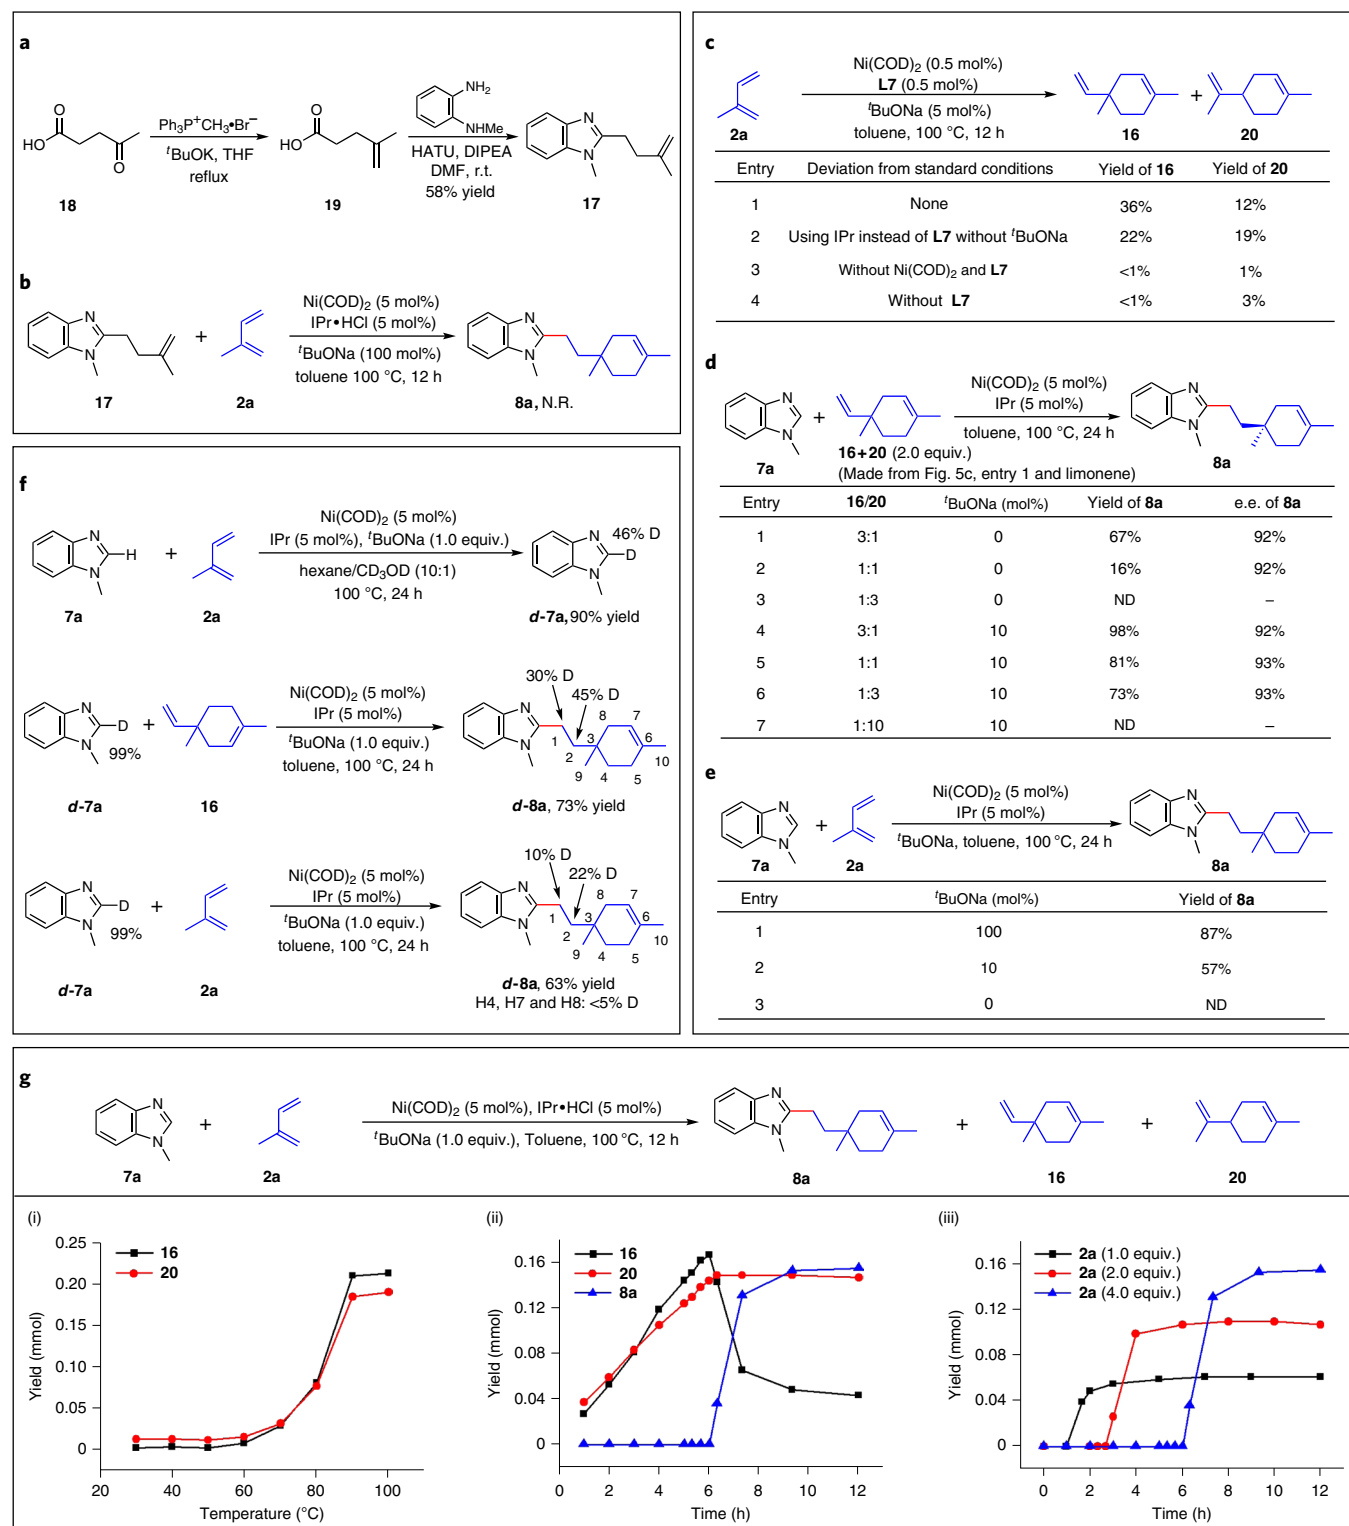 a
O
HO
O
18
Ph3P+CH3•Br−
tBuOK, THF
reflux
O
HO
19
NH2
NHMe
HATU, DIPEA
DMF, r.t.
58% yield
N
N
17
b
N
N
17
+
2a
Ni(COD)2 (5 mol%)
IPr•HCl (5 mol%)
tBuONa (100 mol%)
toluene 100 °C, 12 h
N
N
8a, N.R.
c
2a
Ni(COD)2 (0.5 mol%)
L7 (0.5 mol%)
tBuONa (5 mol%)
toluene, 100 °C, 12 h
16
+
20
Entry Deviation from standard conditions Yield of 16 Yield of 20
1 None 36% 12%
2 Using IPr instead of L7 without tBuONa 22% 19%
3 Without Ni(COD)2 and L7 <1% 1%
4 Without L7 <1% 3%
d
N
N
7a
+
16+20 (2.0 equiv.)
(Made from Fig. 5c, entry 1 and limonene)
Ni(COD)2 (5 mol%)
IPr (5 mol%)
toluene, 100 °C, 24 h
N
N
8a
Entry 16/20 tBuONa (mol%) Yield of 8a e.e. of 8a
1 3:1 0 67% 92%
2 1:1 0 16% 92%
3 1:3 0 ND –
4 3:1 10 98% 92%
5 1:1 10 81% 93%
6 1:3 10 73% 93%
7 1:10 10 ND –
e
N
N
7a
+
2a
Ni(COD)2 (5 mol%)
IPr (5 mol%)
tBuONa, toluene, 100 °C, 24 h
N
N
8a
Entry tBuONa (mol%) Yield of 8a
1 100 87%
2 10 57%
3 0 ND
f
N
H
N
7a
+
2a
Ni(COD)2 (5 mol%)
IPr (5 mol%), tBuONa (1.0 equiv.)
hexane/CD3OD (10:1)
100 °C, 24 h
46% D
N
D
N
d-7a, 90% yield
N
D
N
99%
d-7a
+
16
Ni(COD)2 (5 mol%)
IPr (5 mol%)
tBuONa (1.0 equiv.)
toluene, 100 °C, 24 h
30% D
45% D
N
N
1 2 3 4 5 6 7 8 9 10
d-8a, 73% yield
N
D
N
99%
d-7a
+
2a
Ni(COD)2 (5 mol%)
IPr (5 mol%)
tBuONa (1.0 equiv.)
toluene, 100 °C, 24 h
10% D
22% D
N
N
1 2 3 4 5 6 7 8 9 10
d-8a, 63% yield
H4, H7 and H8: <5% D
g
N
N
7a
+
2a
Ni(COD)2 (5 mol%), IPr•HCl (5 mol%)
tBuONa (1.0 equiv.), Toluene, 100 °C, 12 h
N
N
8a
+
16
+
20
(i)
16
20
0.25
0.20
0.15
0.10
0.05
0
Yield (mmol)
20 40 60 80 100
Temperature (°C)
(ii)
16
20
8a
0.16
0.12
0.08
0.04
0
Yield (mmol)
0 2 4 6 8 10 12
Time (h)
(iii)
2a (1.0 equiv.)
2a (2.0 equiv.)
2a (4.0 equiv.)
0.16
0.12
0.08
0.04
0
Yield (mmol)
0 2 4 6 8 10 12
Time (h)